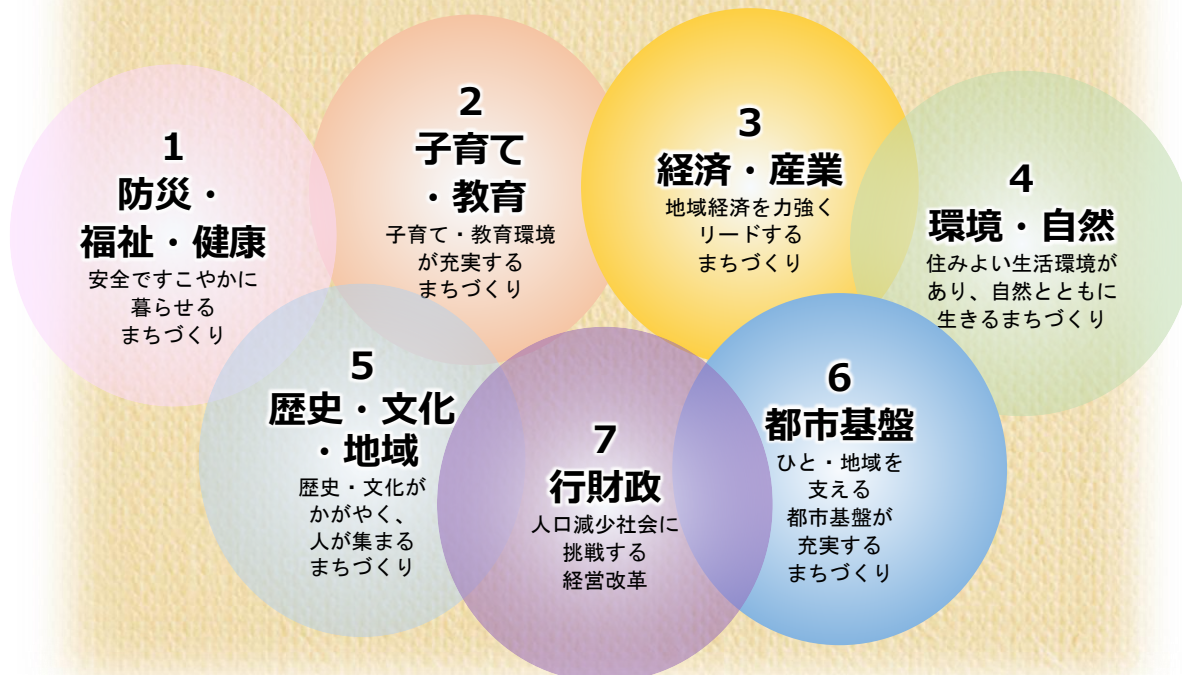 1
防災・
福祉・健康
安全ですこやかに
暮らせる
まちづくり
2
子育て
・教育
子育て・教育環境
が充実する
まちづくり
3
経済・産業
地域経済を力強く
リードする
まちづくり
4
環境・自然
住みよい生活環境が
あり、自然とともに
生きるまちづくり
5
歴史・文化
・地域
歴史・文化が
かがやく、
人が集まる
まちづくり
7
行財政
人口減少社会に
挑戦する
経営改革
6
都市基盤
ひと・地域を
支える
都市基盤が
充実する
まちづくり